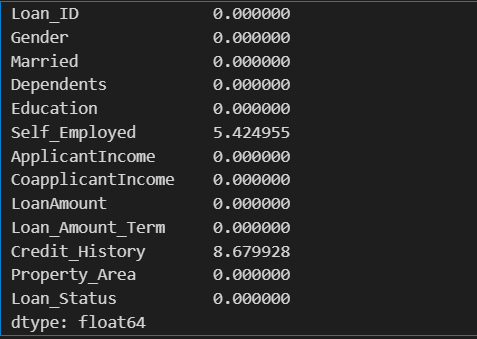 Loan_ID 0.000000
Gender 0.000000
Married 0.000000
Dependents 0.000000
Education 0.000000
Self_Employed 5.424955
ApplicantIncome 0.000000
CoapplicantIncome 0.000000
LoanAmount 0.000000
Loan_Amount_Term 0.000000
Credit_History 8.679928
Property_Area 0.000000
Loan_Status 0.000000
dtype: float64